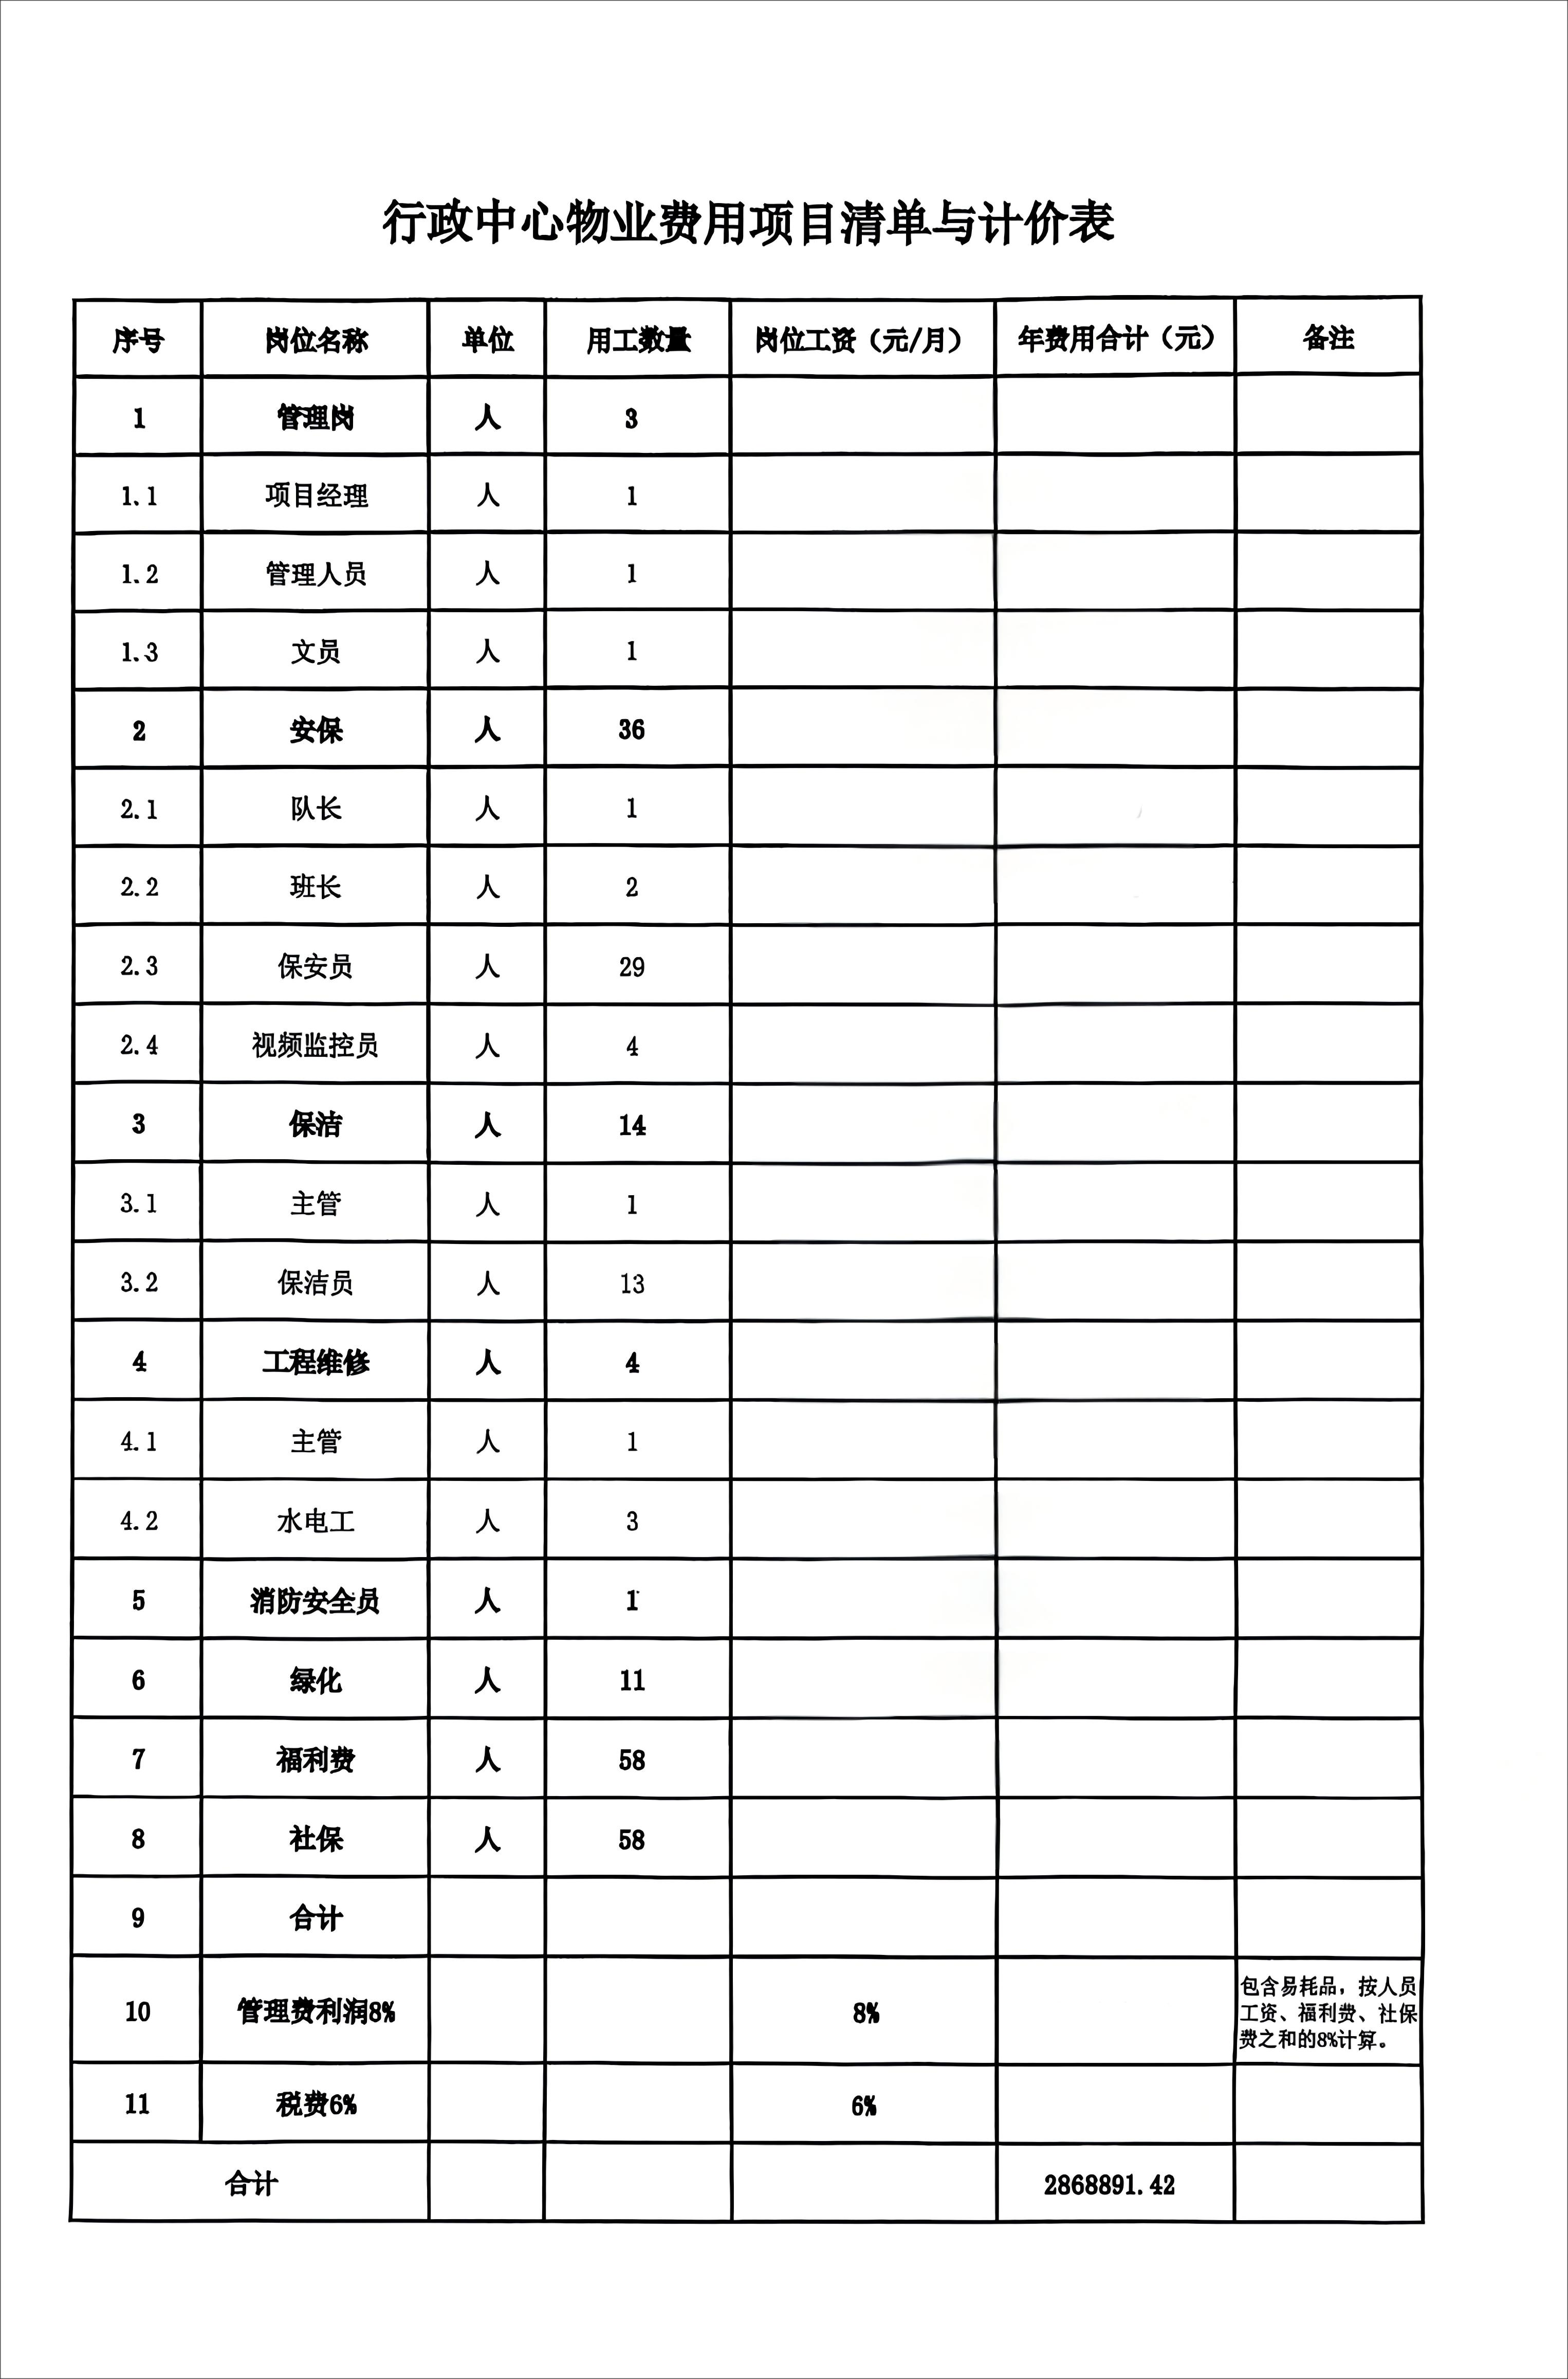 行政中心物业费用项目清单与计价表
序号 岗位名称 单位 用工数量 岗位工资（元/月） 年费用合计（元） 备注
1 管理岗 人 3
1.1 项目经理 人 1
1.2 管理人员 人 1
1.3 文员 人 1
2 安保 人 36
2.1 队长 人 1
2.2 班长 人 2
2.3 保安员 人 29
2.4 视频监控员 人 4
3 保洁 人 14
3.1 主管 人 1
3.2 保洁员 人 13
4 工程维修 人 4
4.1 主管 人 1
4.2 水电工 人 3
5 消防安全员 人 1
6 绿化 人 11
7 福利费 人 58
8 社保 人 58
9 合计
10 管理费利润8% 8% 包含易耗品，按人员
工资、福利费、社保
费之和的8%计算。
11 税费6% 6%
合计 2868891.42